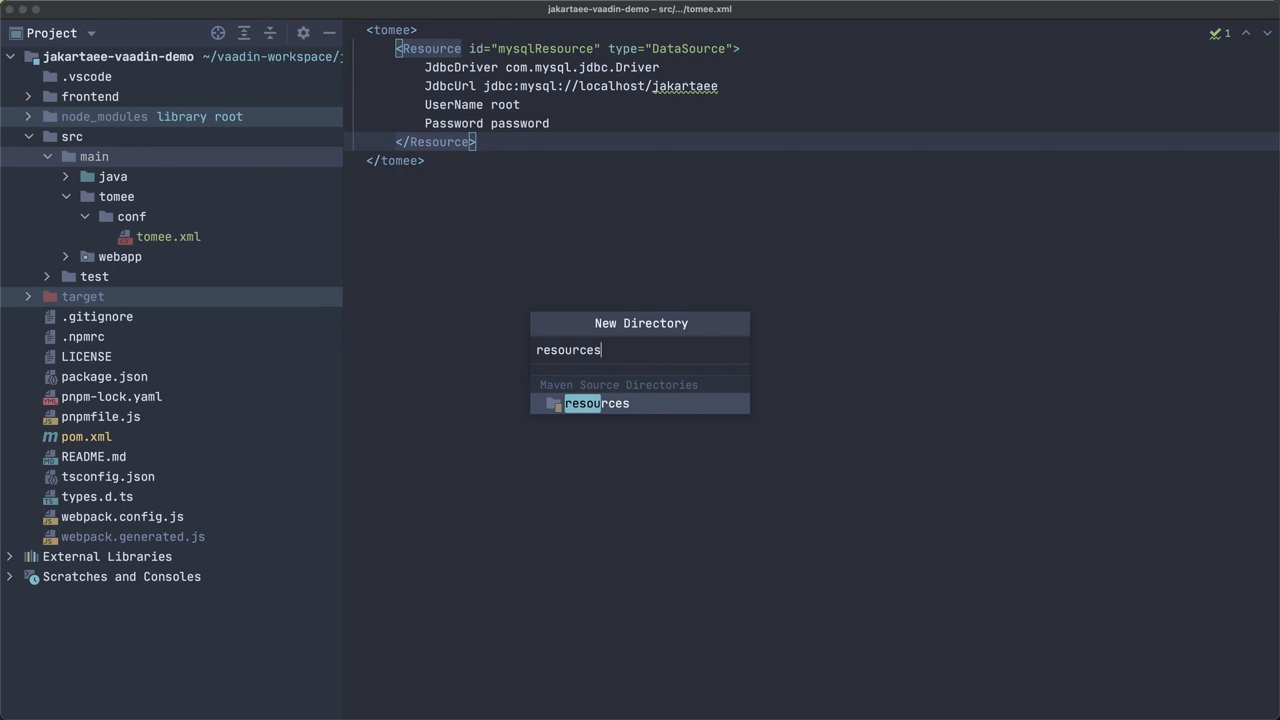 jakartaee-vaadin-demo – src/.../tomee.xml
Project
jakartaee-vaadin-demo ~/vaadin-workspace/j
.vscode
frontend
node_modules library root
src
main
java
tomee
conf
tomee.xml
webapp
test
target
.gitignore
.npmrc
LICENSE
package.json
pnpm-lock.yaml
pnpmfile.js
pom.xml
README.md
tsconfig.json
types.d.ts
webpack.config.js
webpack.generated.js
External Libraries
Scratches and Consoles
<tomee>
<Resource id="mysqlResource" type="DataSource">
JdbcDriver com.mysql.jdbc.Driver
JdbcUrl jdbc:mysql://localhost/jakartaee
UserName root
Password password
</Resource>
</tomee>
1
New Directory
resources
Maven Source Directories
resources